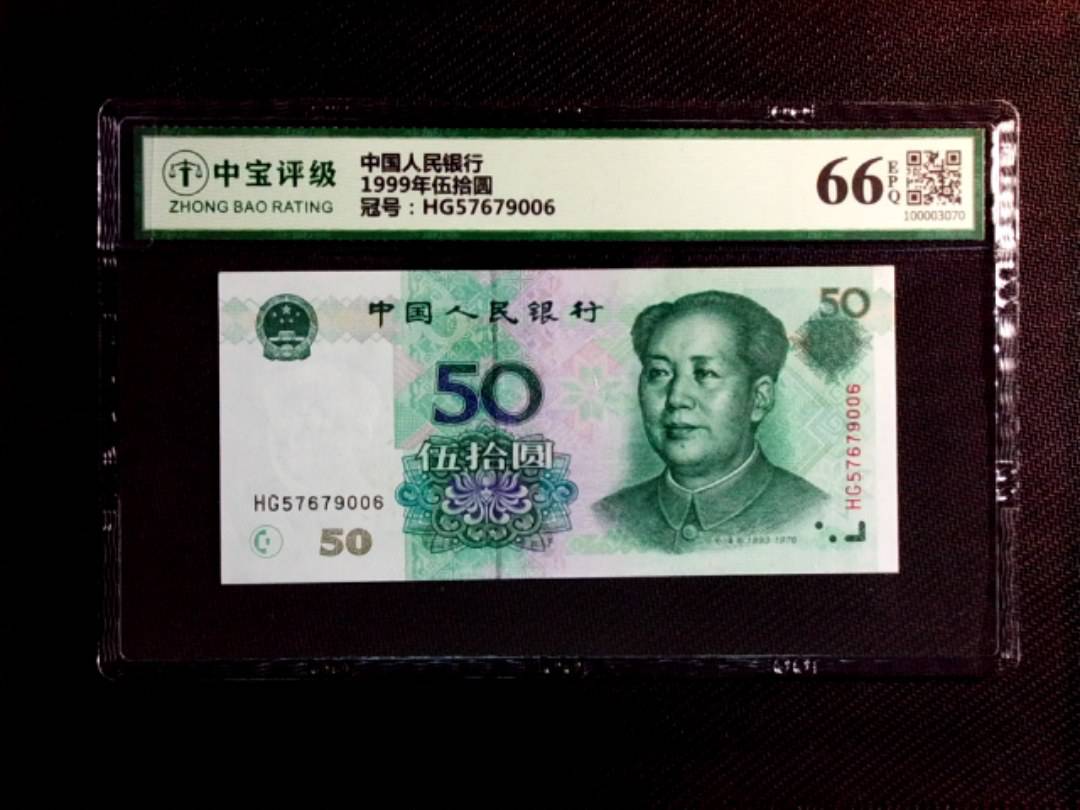 中宝评级
ZHONG BAO RATING
中国人民银行
1999年伍拾圆
冠号：HG57679006
66
EPQ
100003070
中国人民银行
50
50
伍拾圆
HG57679006
50
HG57679006
1893-1976